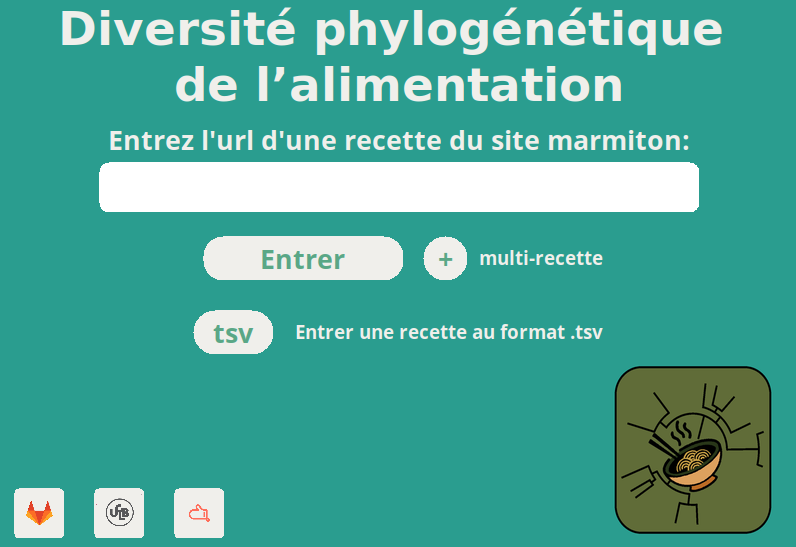 Diversité phylogénétique
de l’alimentation
Entrez l'url d'une recette du site marmiton:
Entrer
+
multi-recette
tsv
Entrer une recette au format .tsv